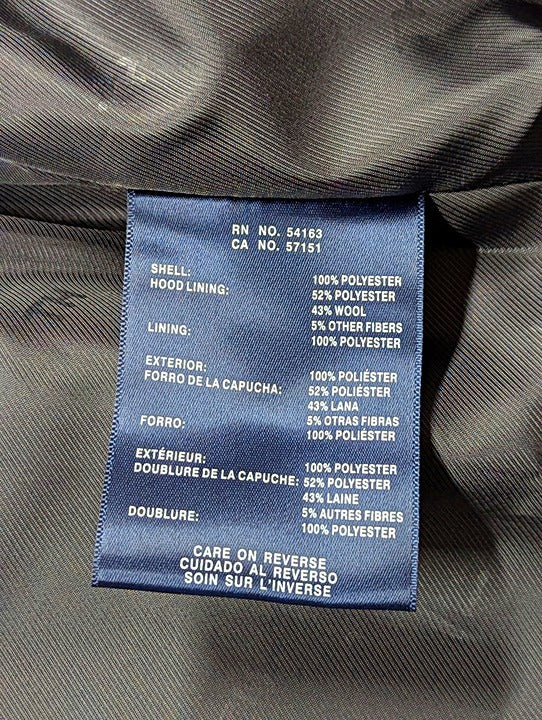 RN NO. 54163
CA NO. 57151
SHELL: 100% POLYESTER
HOOD LINING: 52% POLYESTER
43% WOOL
5% OTHER FIBERS
LINING: 100% POLYESTER
EXTERIOR: 100% POLIÉSTER
FORRO DE LA CAPUCHA: 52% POLIÉSTER
43% LANA
5% OTRAS FIBRAS
FORRO: 100% POLIÉSTER
EXTÉRIEUR: 100% POLYESTER
DOUBLURE DE LA CAPUCHE: 52% POLYESTER
43% LAINE
5% AUTRES FIBRES
DOUBLURE: 100% POLYESTER
CARE ON REVERSE
CUIDADO AL REVERSO
SOIN SUR L'INVERSE